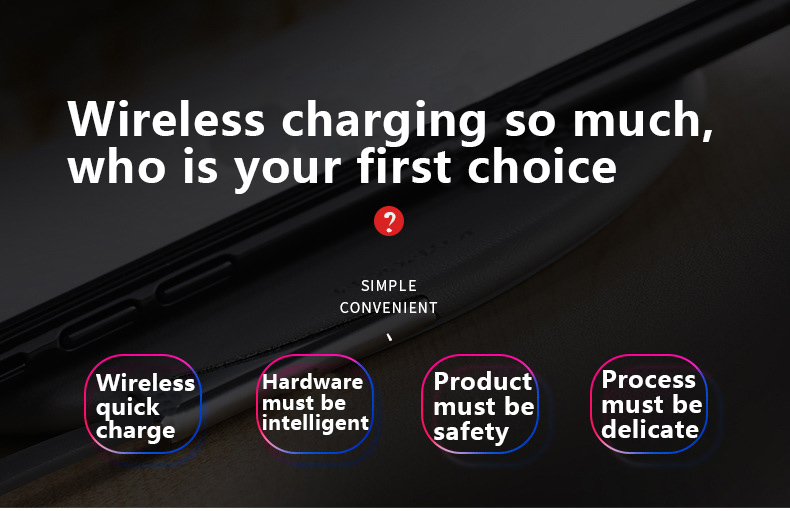 Wireless charging so much,
who is your first choice
?
SIMPLE
CONVENIENT
Wireless
quick
charge
Hardware
must be
intelligent
Product
must be
safety
Process
must be
delicate